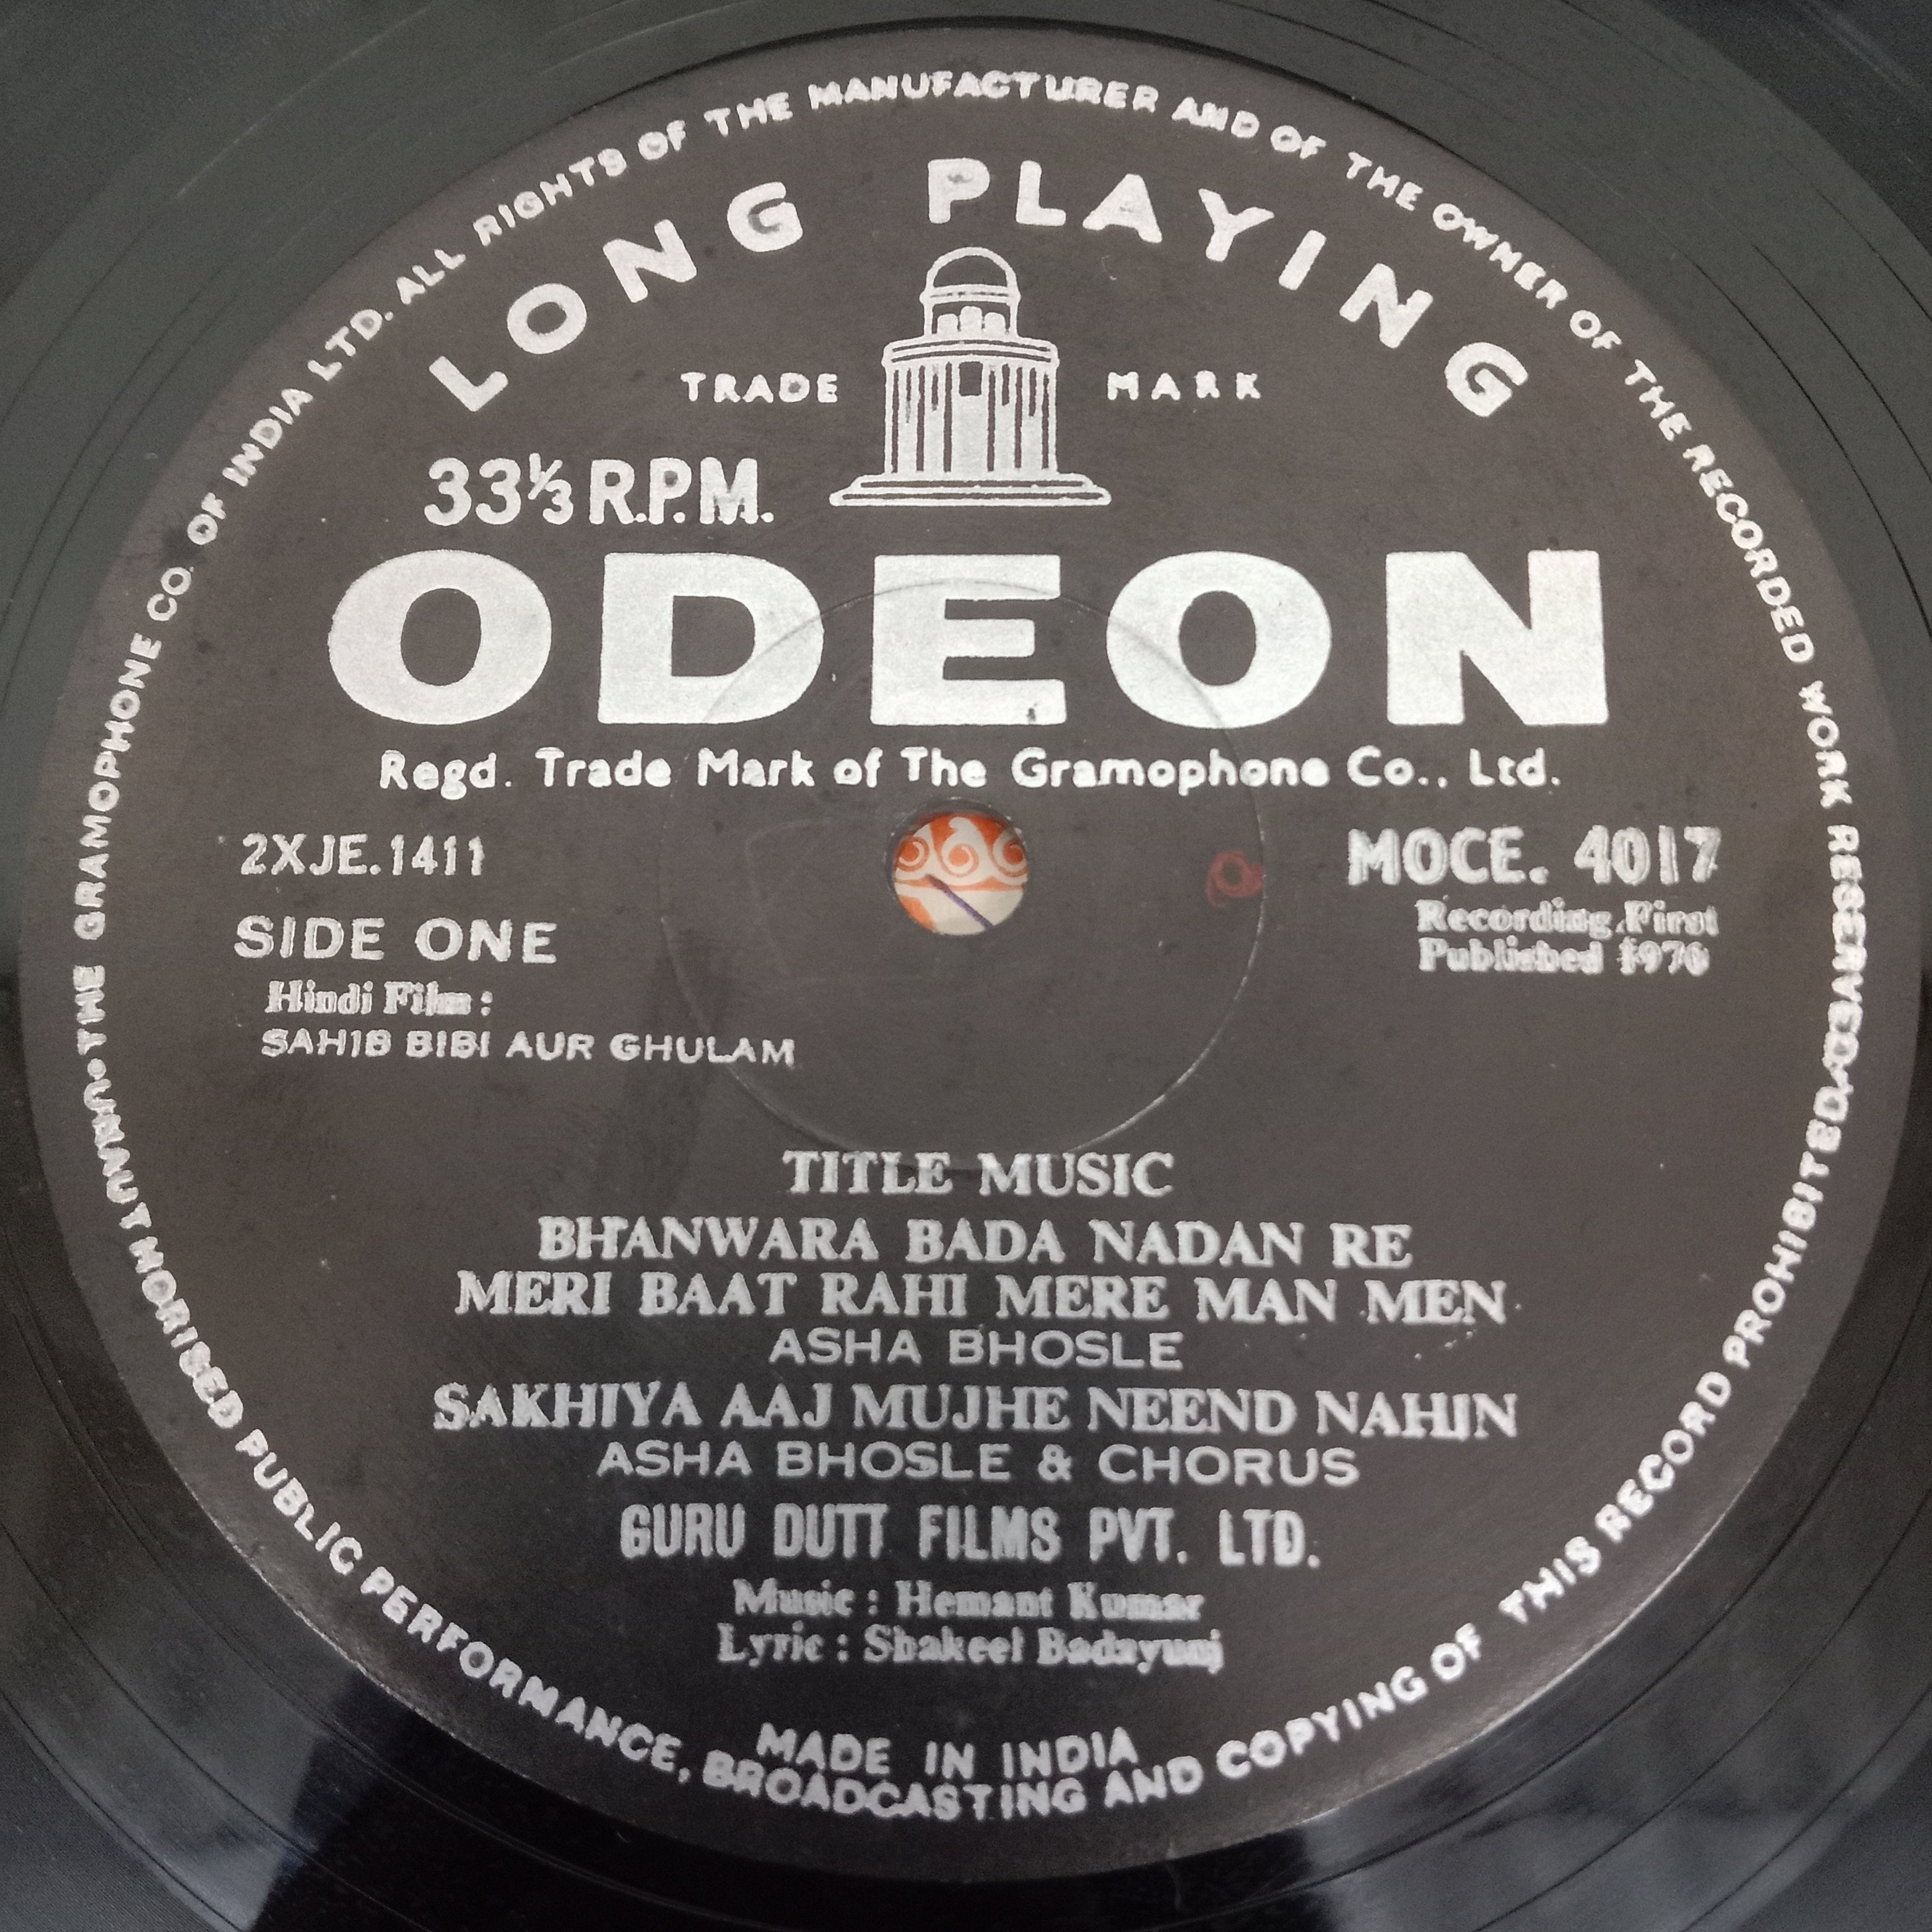 THE GRAMOPHONE CO. OF INDIA LTD. ALL RIGHTS OF THE MANUFACTURER AND OF THE OWNER OF THE RECORDED WORK RESERVED
UNAUTHORISED PUBLIC PERFORMANCE, BROADCASTING AND COPYING OF THIS RECORD PROHIBITED
LONG PLAYING
TRADE MARK
33⅓ R.P.M.
ODEON
Regd. Trade Mark of The Gramophone Co., Ltd.
2XJE.1411
MOCE. 4017
Recording First
Published 1970
SIDE ONE
Hindi Film :
SAHIB BIBI AUR GHULAM
TITLE MUSIC
BHANWARA BADA NADAN RE
MERI BAAT RAHI MERE MAN MEN
ASHA BHOSLE
SAKHIYA AAJ MUJHE NEEND NAHIN
ASHA BHOSLE & CHORUS
GURU DUTT FILMS PVT. LTD.
Music : Hemant Kumar
Lyric : Shakeel Badayuni
MADE IN INDIA